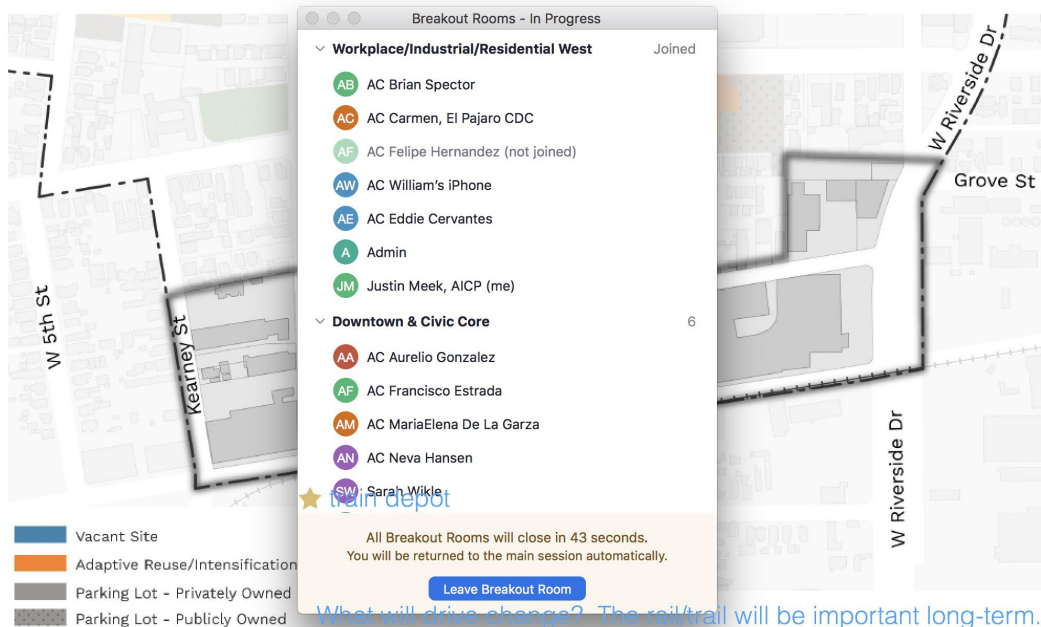 Breakout Rooms - In Progress
Workplace/Industrial/Residential West Joined
AB AC Brian Spector
AC AC Carmen, El Pajaro CDC
AF AC Felipe Hernandez (not joined)
AW AC William's iPhone
AE AC Eddie Cervantes
A Admin
JM Justin Meek, AICP (me)
Downtown & Civic Core 6
AA AC Aurelio Gonzalez
AF AC Francisco Estrada
AM AC MariaElena De La Garza
AN AC Neva Hansen
SW Sarah Wikle
train depot
All Breakout Rooms will close in 43 seconds.
You will be returned to the main session automatically.
Leave Breakout Room
What will drive change? The rail/trail will be important long-term.
W 5th St
Kearney St
W Riverside Dr
Grove St
W Riverside Dr
Vacant Site
Adaptive Reuse/Intensification
Parking Lot - Privately Owned
Parking Lot - Publicly Owned